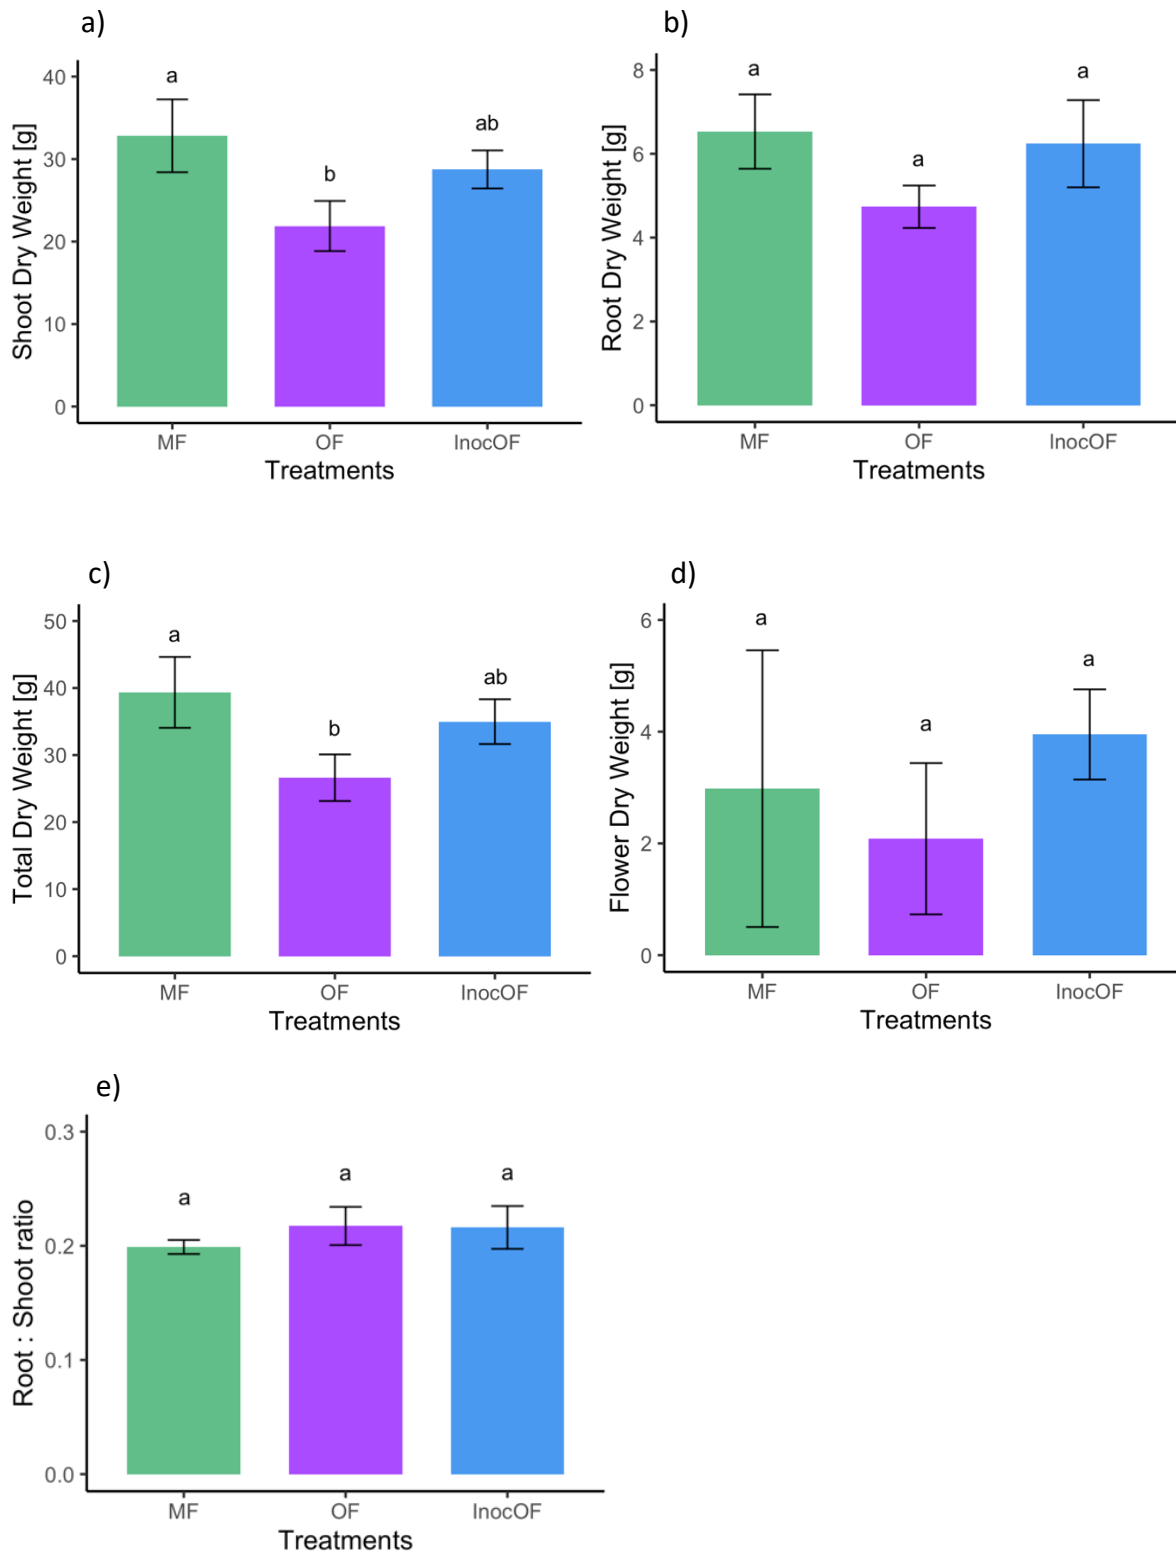 a)
Shoot Dry Weight [g]
40
30
20
10
0
a
b
ab
MF OF InocOF
Treatments
b)
Root Dry Weight [g]
8
6
4
2
0
a
a
a
MF OF InocOF
Treatments
c)
Total Dry Weight [g]
50
40
30
20
10
0
a
b
ab
MF OF InocOF
Treatments
d)
Flower Dry Weight [g]
6
4
2
0
a
a
a
MF OF InocOF
Treatments
e)
Root : Shoot ratio
0.3
0.2
0.1
0.0
a
a
a
MF OF InocOF
Treatments